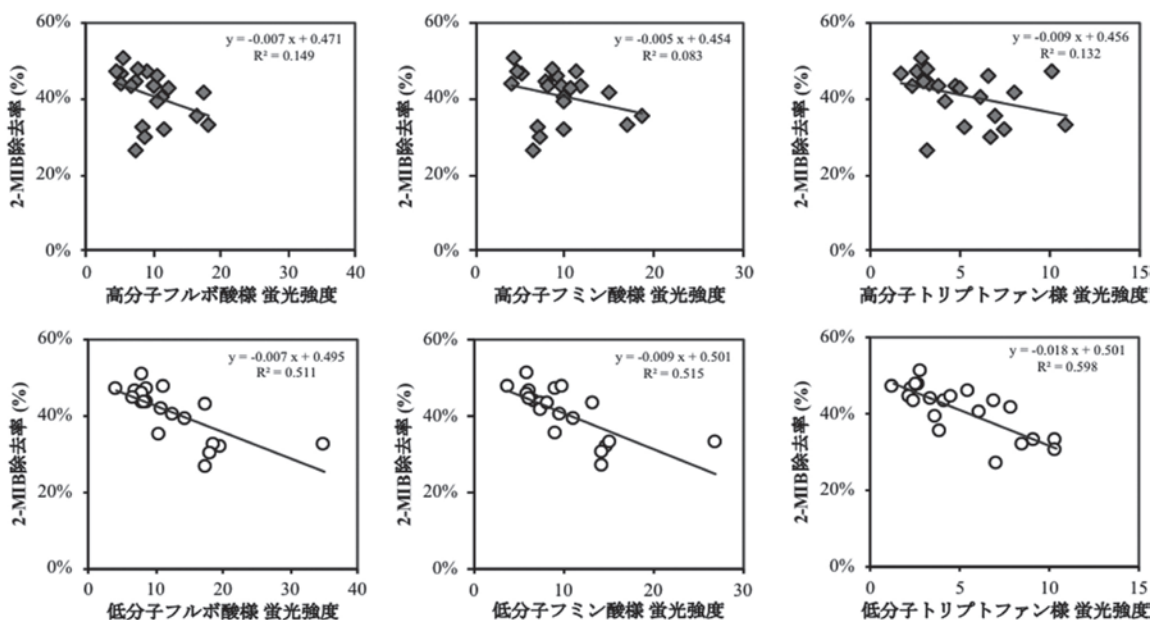 60%
40%
20%
0%
2-MIB除去率 (%)
y = -0.007 x + 0.471
R² = 0.149
0 10 20 30 40
高分子フルボ酸様 蛍光強度
60%
40%
20%
0%
2-MIB除去率 (%)
y = -0.005 x + 0.454
R² = 0.083
0 10 20 30
高分子フミン酸様 蛍光強度
60%
40%
20%
0%
2-MIB除去率 (%)
y = -0.009 x + 0.456
R² = 0.132
0 5 10 15
高分子トリプトファン様 蛍光強度
60%
40%
20%
0%
2-MIB除去率 (%)
y = -0.007 x + 0.495
R² = 0.511
0 10 20 30 40
低分子フルボ酸様 蛍光強度
60%
40%
20%
0%
2-MIB除去率 (%)
y = -0.009 x + 0.501
R² = 0.515
0 10 20 30
低分子フミン酸様 蛍光強度
60%
40%
20%
0%
2-MIB除去率 (%)
y = -0.018 x + 0.501
R² = 0.598
0 5 10 15
低分子トリプトファン様 蛍光強度